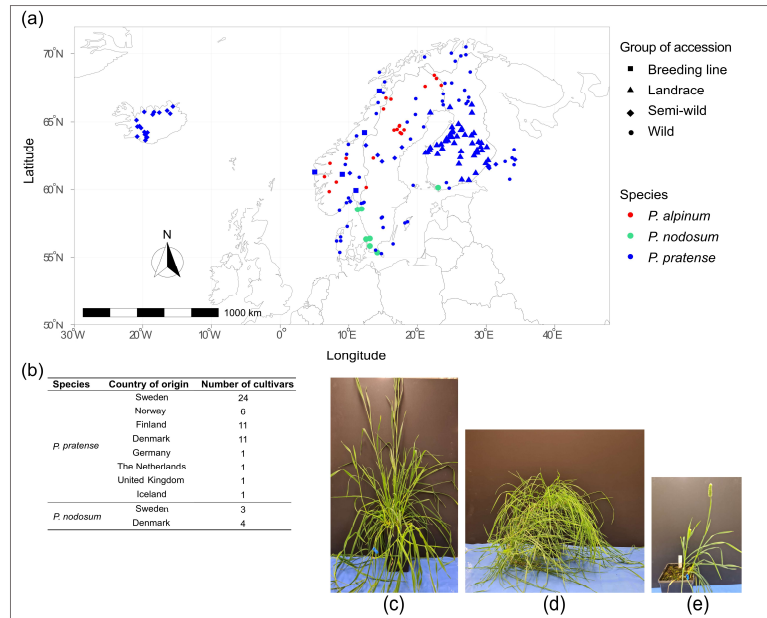 (a)
70°N
65°N
60°N
55°N
50°N
Latitude
N
1000 km
30°W
20°W
10°W
0°
10°E
20°E
30°E
40°E
Longitude
Group of accession
Breeding line
Landrace
Semi-wild
Wild
Species
P. alpinum
P. nodosum
P. pratense
(b)
Species Country of origin Number of cultivars
P. pratense
Sweden 24
Norway 6
Finland 11
Denmark 11
Germany 1
The Netherlands 1
United Kingdom 1
Iceland 1
P. nodosum
Sweden 3
Denmark 4
(c)
(d)
(e)